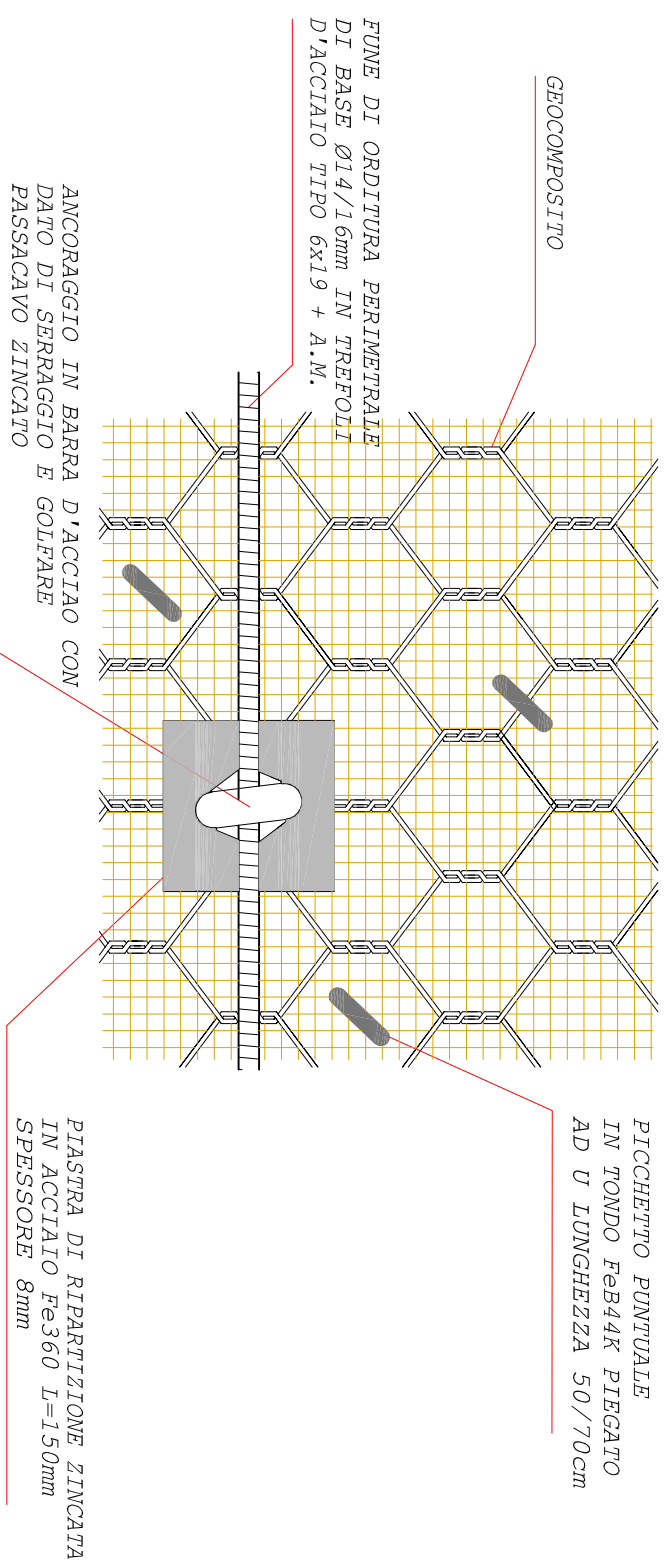 GEOCOMPOSITO
FUNE DI ORDITURA PERIMETRALE
DI BASE Ø14/16mm IN TREFOLI
D'ACCIAIO TIPO 6x19 + A.M.
ANCORAGGIO IN BARRA D'ACCIAO CON
DATO DI SERRAGGIO E GOLFARE
PASSACAVO ZINCATO
PICCHETTO PUNTUALE
IN TONDO FeB44K PIEGATO
AD U LUNGHEZZA 50/70cm
PIASTRA DI RIPARTIZIONE ZINCATA
IN ACCIAIO Fe360 L=150mm
SPESSORE 8mm